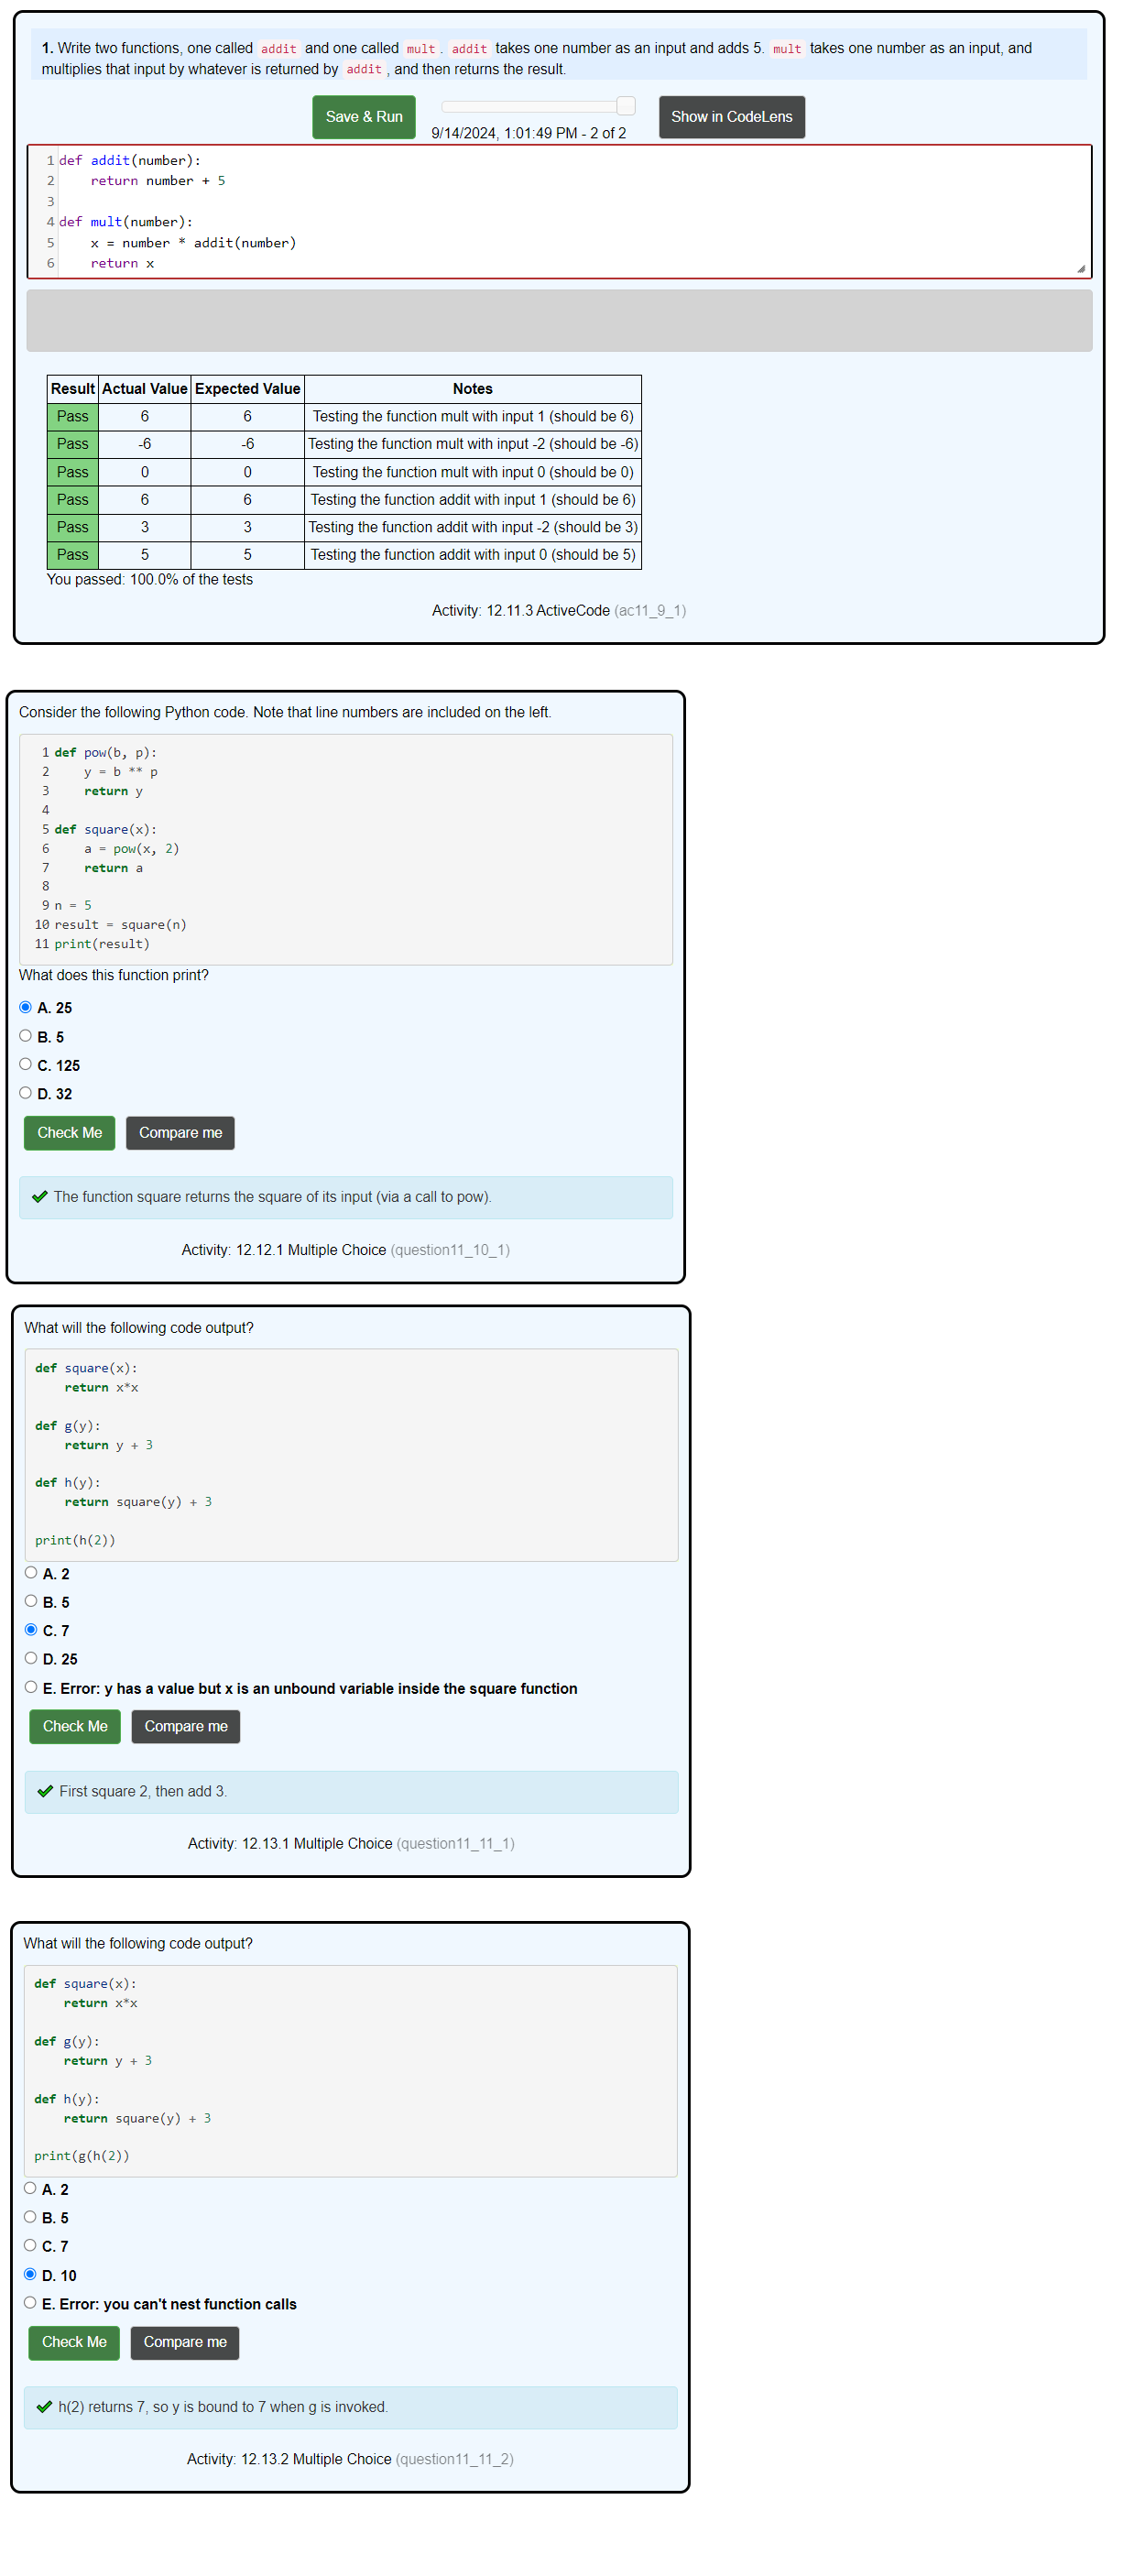 1. Write two functions, one called addit and one called mult . addit takes one number as an input and adds 5. mult takes one number as an input, and
multiplies that input by whatever is returned by addit , and then returns the result.
Save & Run
9/14/2024, 1:01:49 PM - 2 of 2
Show in CodeLens
1 def addit(number):
2     return number + 5
3
4 def mult(number):
5     x = number * addit(number)
6     return x
Result Actual Value Expected Value Notes
Pass 6 6 Testing the function mult with input 1 (should be 6)
Pass -6 -6 Testing the function mult with input -2 (should be -6)
Pass 0 0 Testing the function mult with input 0 (should be 0)
Pass 6 6 Testing the function addit with input 1 (should be 6)
Pass 3 3 Testing the function addit with input -2 (should be 3)
Pass 5 5 Testing the function addit with input 0 (should be 5)
You passed: 100.0% of the tests
Activity: 12.11.3 ActiveCode (ac11_9_1)
Consider the following Python code. Note that line numbers are included on the left.
1 def pow(b, p):
2     y = b ** p
3     return y
4
5 def square(x):
6     a = pow(x, 2)
7     return a
8
9 n = 5
10 result = square(n)
11 print(result)
What does this function print?
A. 25
B. 5
C. 125
D. 32
Check Me Compare me
The function square returns the square of its input (via a call to pow).
Activity: 12.12.1 Multiple Choice (question11_10_1)
What will the following code output?
def square(x):
    return x*x
def g(y):
    return y + 3
def h(y):
    return square(y) + 3
print(h(2))
A. 2
B. 5
C. 7
D. 25
E. Error: y has a value but x is an unbound variable inside the square function
Check Me Compare me
First square 2, then add 3.
Activity: 12.13.1 Multiple Choice (question11_11_1)
What will the following code output?
def square(x):
    return x*x
def g(y):
    return y + 3
def h(y):
    return square(y) + 3
print(g(h(2))
A. 2
B. 5
C. 7
D. 10
E. Error: you can't nest function calls
Check Me Compare me
h(2) returns 7, so y is bound to 7 when g is invoked.
Activity: 12.13.2 Multiple Choice (question11_11_2)